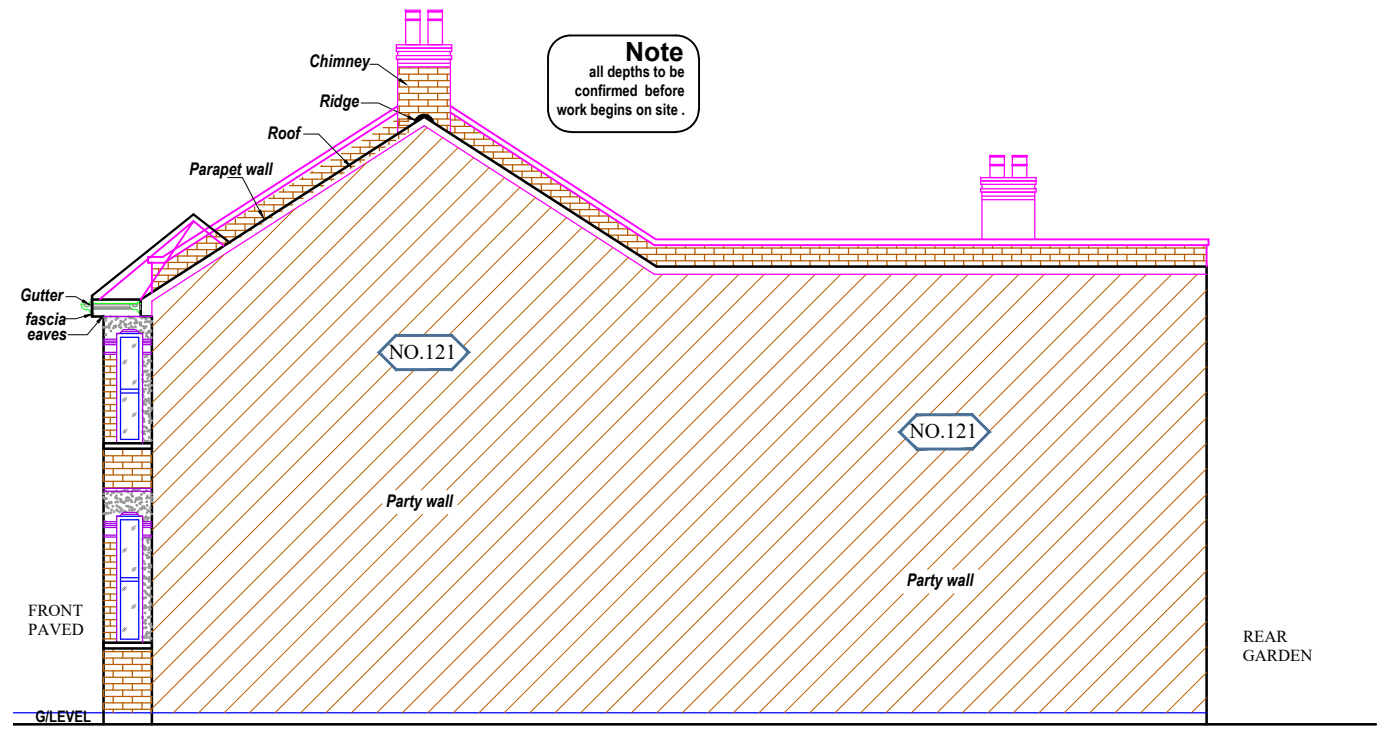 Note
all depths to be
confirmed before
work begins on site .
Chimney
Ridge
Roof
Parapet wall
Gutter
fascia
eaves
NO.121
NO.121
Party wall
Party wall
FRONT
PAVED
REAR
GARDEN
G/LEVEL